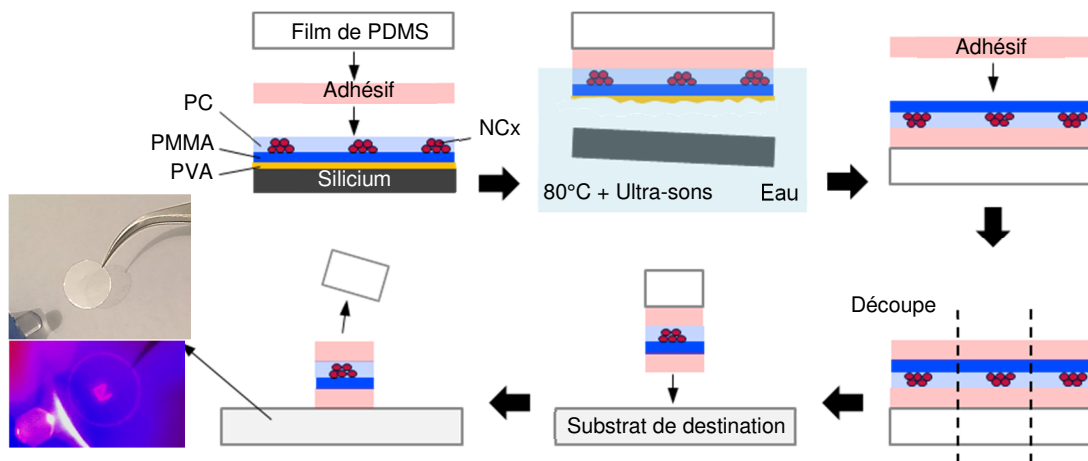 Film de PDMS
Adhésif
PC
NCx
PMMA
PVA
Silicium
80°C + Ultra-sons
Eau
Adhésif
Découpe
Substrat de destination